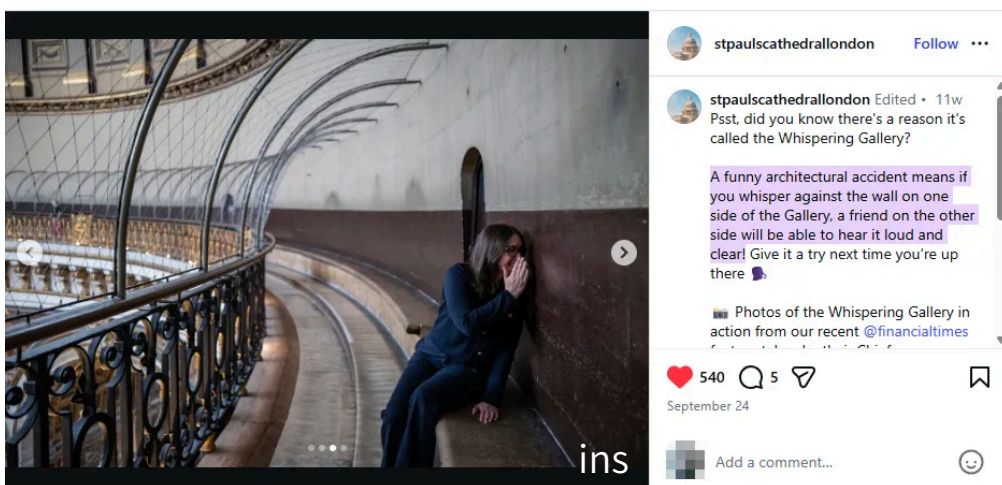 stpaulscathedrallondon Follow
stpaulscathedrallondon Edited • 11w
Psst, did you know there's a reason it's
called the Whispering Gallery?
A funny architectural accident means if
you whisper against the wall on one
side of the Gallery, a friend on the other
side will be able to hear it loud and
clear! Give it a try next time you're up
there 🗣️
📸 Photos of the Whispering Gallery in
action from our recent @financialtimes
540 5
September 24
Add a comment...
ins